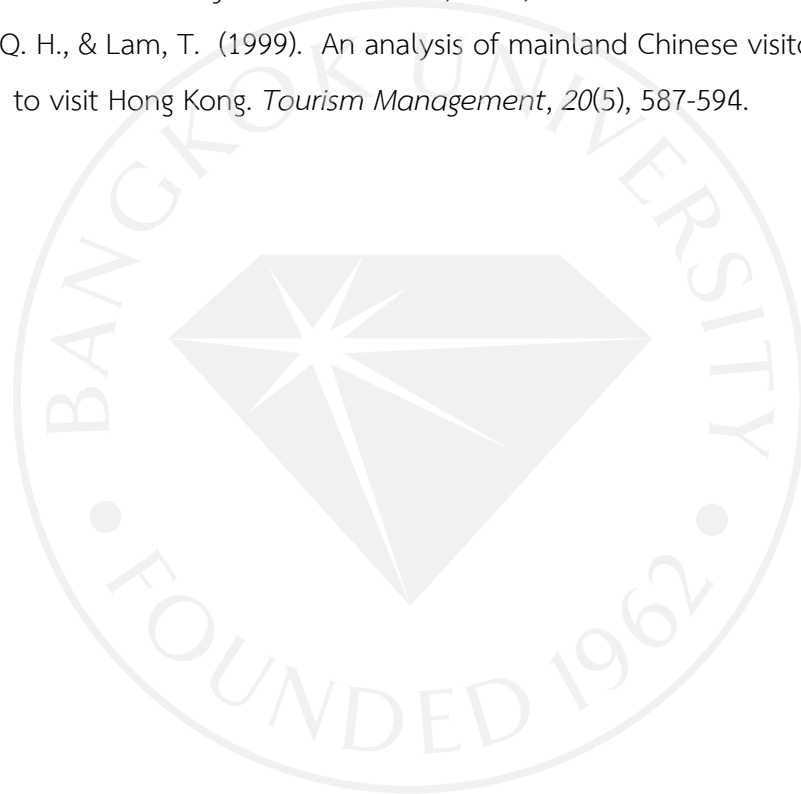 Q. H., & Lam, T. (1999). An analysis of mainland Chinese
to visit Hong Kong. Tourism Management, 20(5), 587-594.
BANGKOK UNIVERSITY
• FOUNDED 1962 •